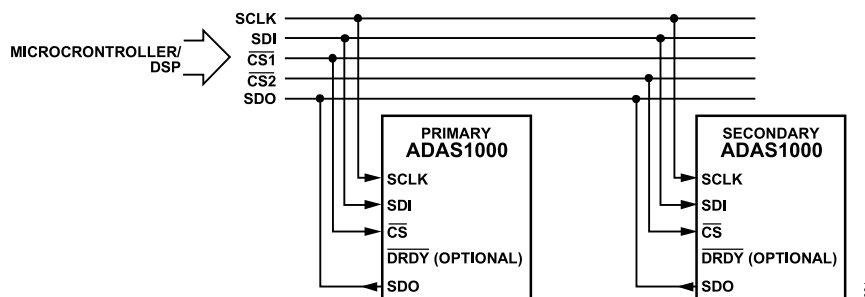 SCLK
SDI
CS1
CS2
SDO
MICROCRONTROLLER/
DSP
PRIMARY
ADAS1000
SCLK
SDI
CS
DRDY (OPTIONAL)
SDO
SECONDARY
ADAS1000
SCLK
SDI
CS
DRDY (OPTIONAL)
SDO